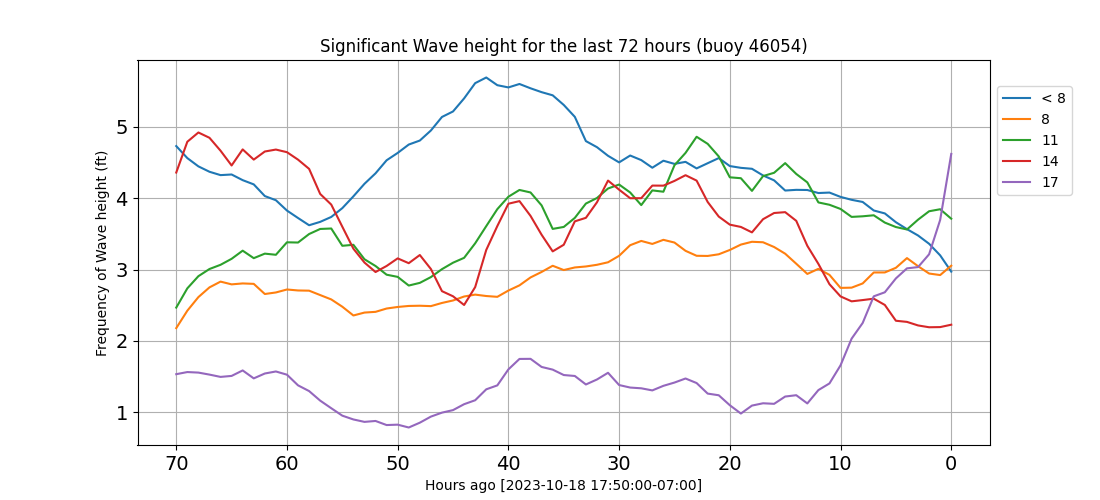 Significant Wave height for the last 72 hours (buoy 46054)
Frequency of Wave height (ft)
5
4
3
2
1
70 60 50 40 30 20 10 0
Hours ago [2023-10-18 17:50:00-07:00]
< 8
8
11
14
17